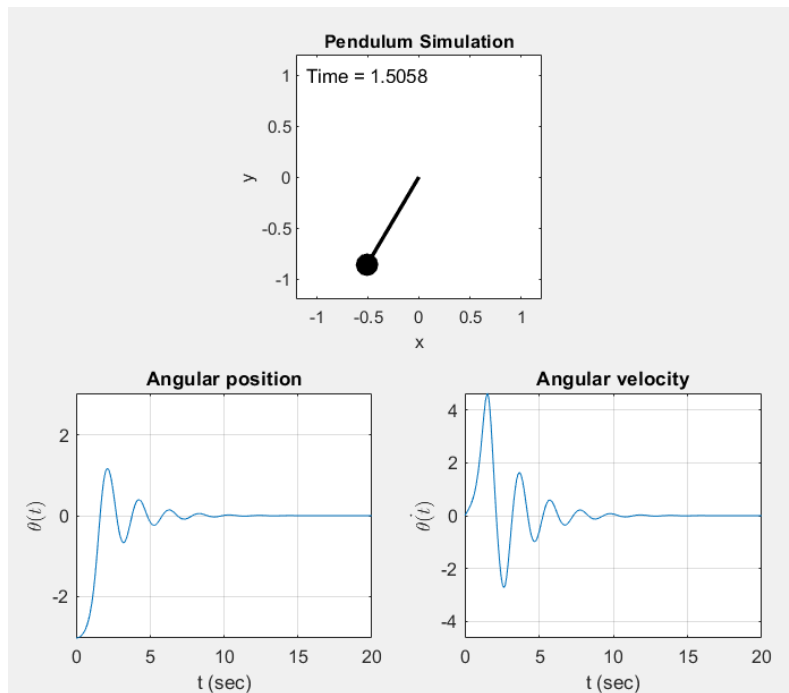 Pendulum Simulation
Time = 1.5058
1
0.5
0
-0.5
-1
y
-1 -0.5 0 0.5 1
x
Angular position
2
0
-2
θ(t)
0 5 10 15 20
t (sec)
Angular velocity
4
2
0
-2
-4
θ̇(t)
0 5 10 15 20
t (sec)